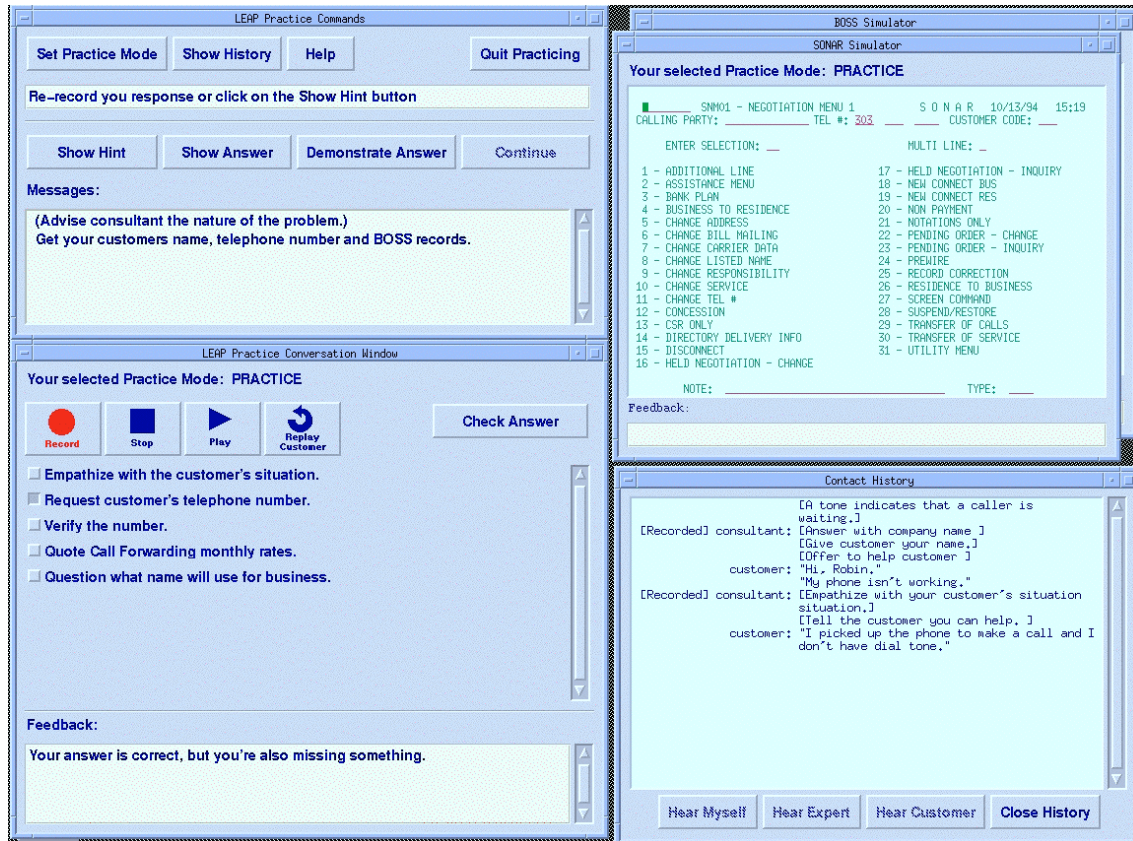 LEAP Practice Commands
Set Practice Mode
Show History
Help
Quit Practicing
Re-record you response or click on the Show Hint button
Show Hint
Show Answer
Demonstrate Answer
Continue
Messages:
(Advise consultant the nature of the problem.)
Get your customers name, telephone number and BOSS records.
LEAP Practice Conversation Window
Your selected Practice Mode: PRACTICE
Record
Stop
Play
Replay
Customer
Check Answer
Empathize with the customer's situation.
Request customer's telephone number.
Verify the number.
Quote Call Forwarding monthly rates.
Question what name will use for business.
Feedback:
Your answer is correct, but you're also missing something.
BOSS Simulator
SONAR Simulator
Your selected Practice Mode: PRACTICE
SNM01 - NEGOTIATION MENU 1 S O N A R 10/13/94 15:19
CALLING PARTY: TEL #: 303 CUSTOMER CODE:
ENTER SELECTION: MULTI LINE:
1 - ADDITIONAL LINE 17 - HELD NEGOTIATION - INQUIRY
2 - ASSISTANCE MENU 18 - NEW CONNECT BUS
3 - BANK PLAN 19 - NEW CONNECT RES
4 - BUSINESS TO RESIDENCE 20 - NON PAYMENT
5 - CHANGE ADDRESS 21 - NOTATIONS ONLY
6 - CHANGE BILL MAILING 22 - PENDING ORDER - CHANGE
7 - CHANGE CARRIER DATA 23 - PENDING ORDER - INQUIRY
8 - CHANGE LISTED NAME 24 - PREWIRE
9 - CHANGE RESPONSIBILITY 25 - RECORD CORRECTION
10 - CHANGE SERVICE 26 - RESIDENCE TO BUSINESS
11 - CHANGE TEL # 27 - SCREEN COMMAND
12 - CONCESSION 28 - SUSPEND/RESTORE
13 - CSR ONLY 29 - TRANSFER OF CALLS
14 - DIRECTORY DELIVERY INFO 30 - TRANSFER OF SERVICE
15 - DISCONNECT 31 - UTILITY MENU
16 - HELD NEGOTIATION - CHANGE
NOTE: TYPE:
Feedback:
Contact History
[A tone indicates that a caller is
waiting.]
[Recorded] consultant: [Answer with company name ]
[Give customer your name.]
[Offer to help customer ]
customer: "Hi, Robin."
"My phone isn't working."
[Recorded] consultant: [Empathize with your customer's situation
situation.]
[Tell the customer you can help. ]
customer: "I picked up the phone to make a call and I
don't have dial tone."
Hear Myself
Hear Expert
Hear Customer
Close History